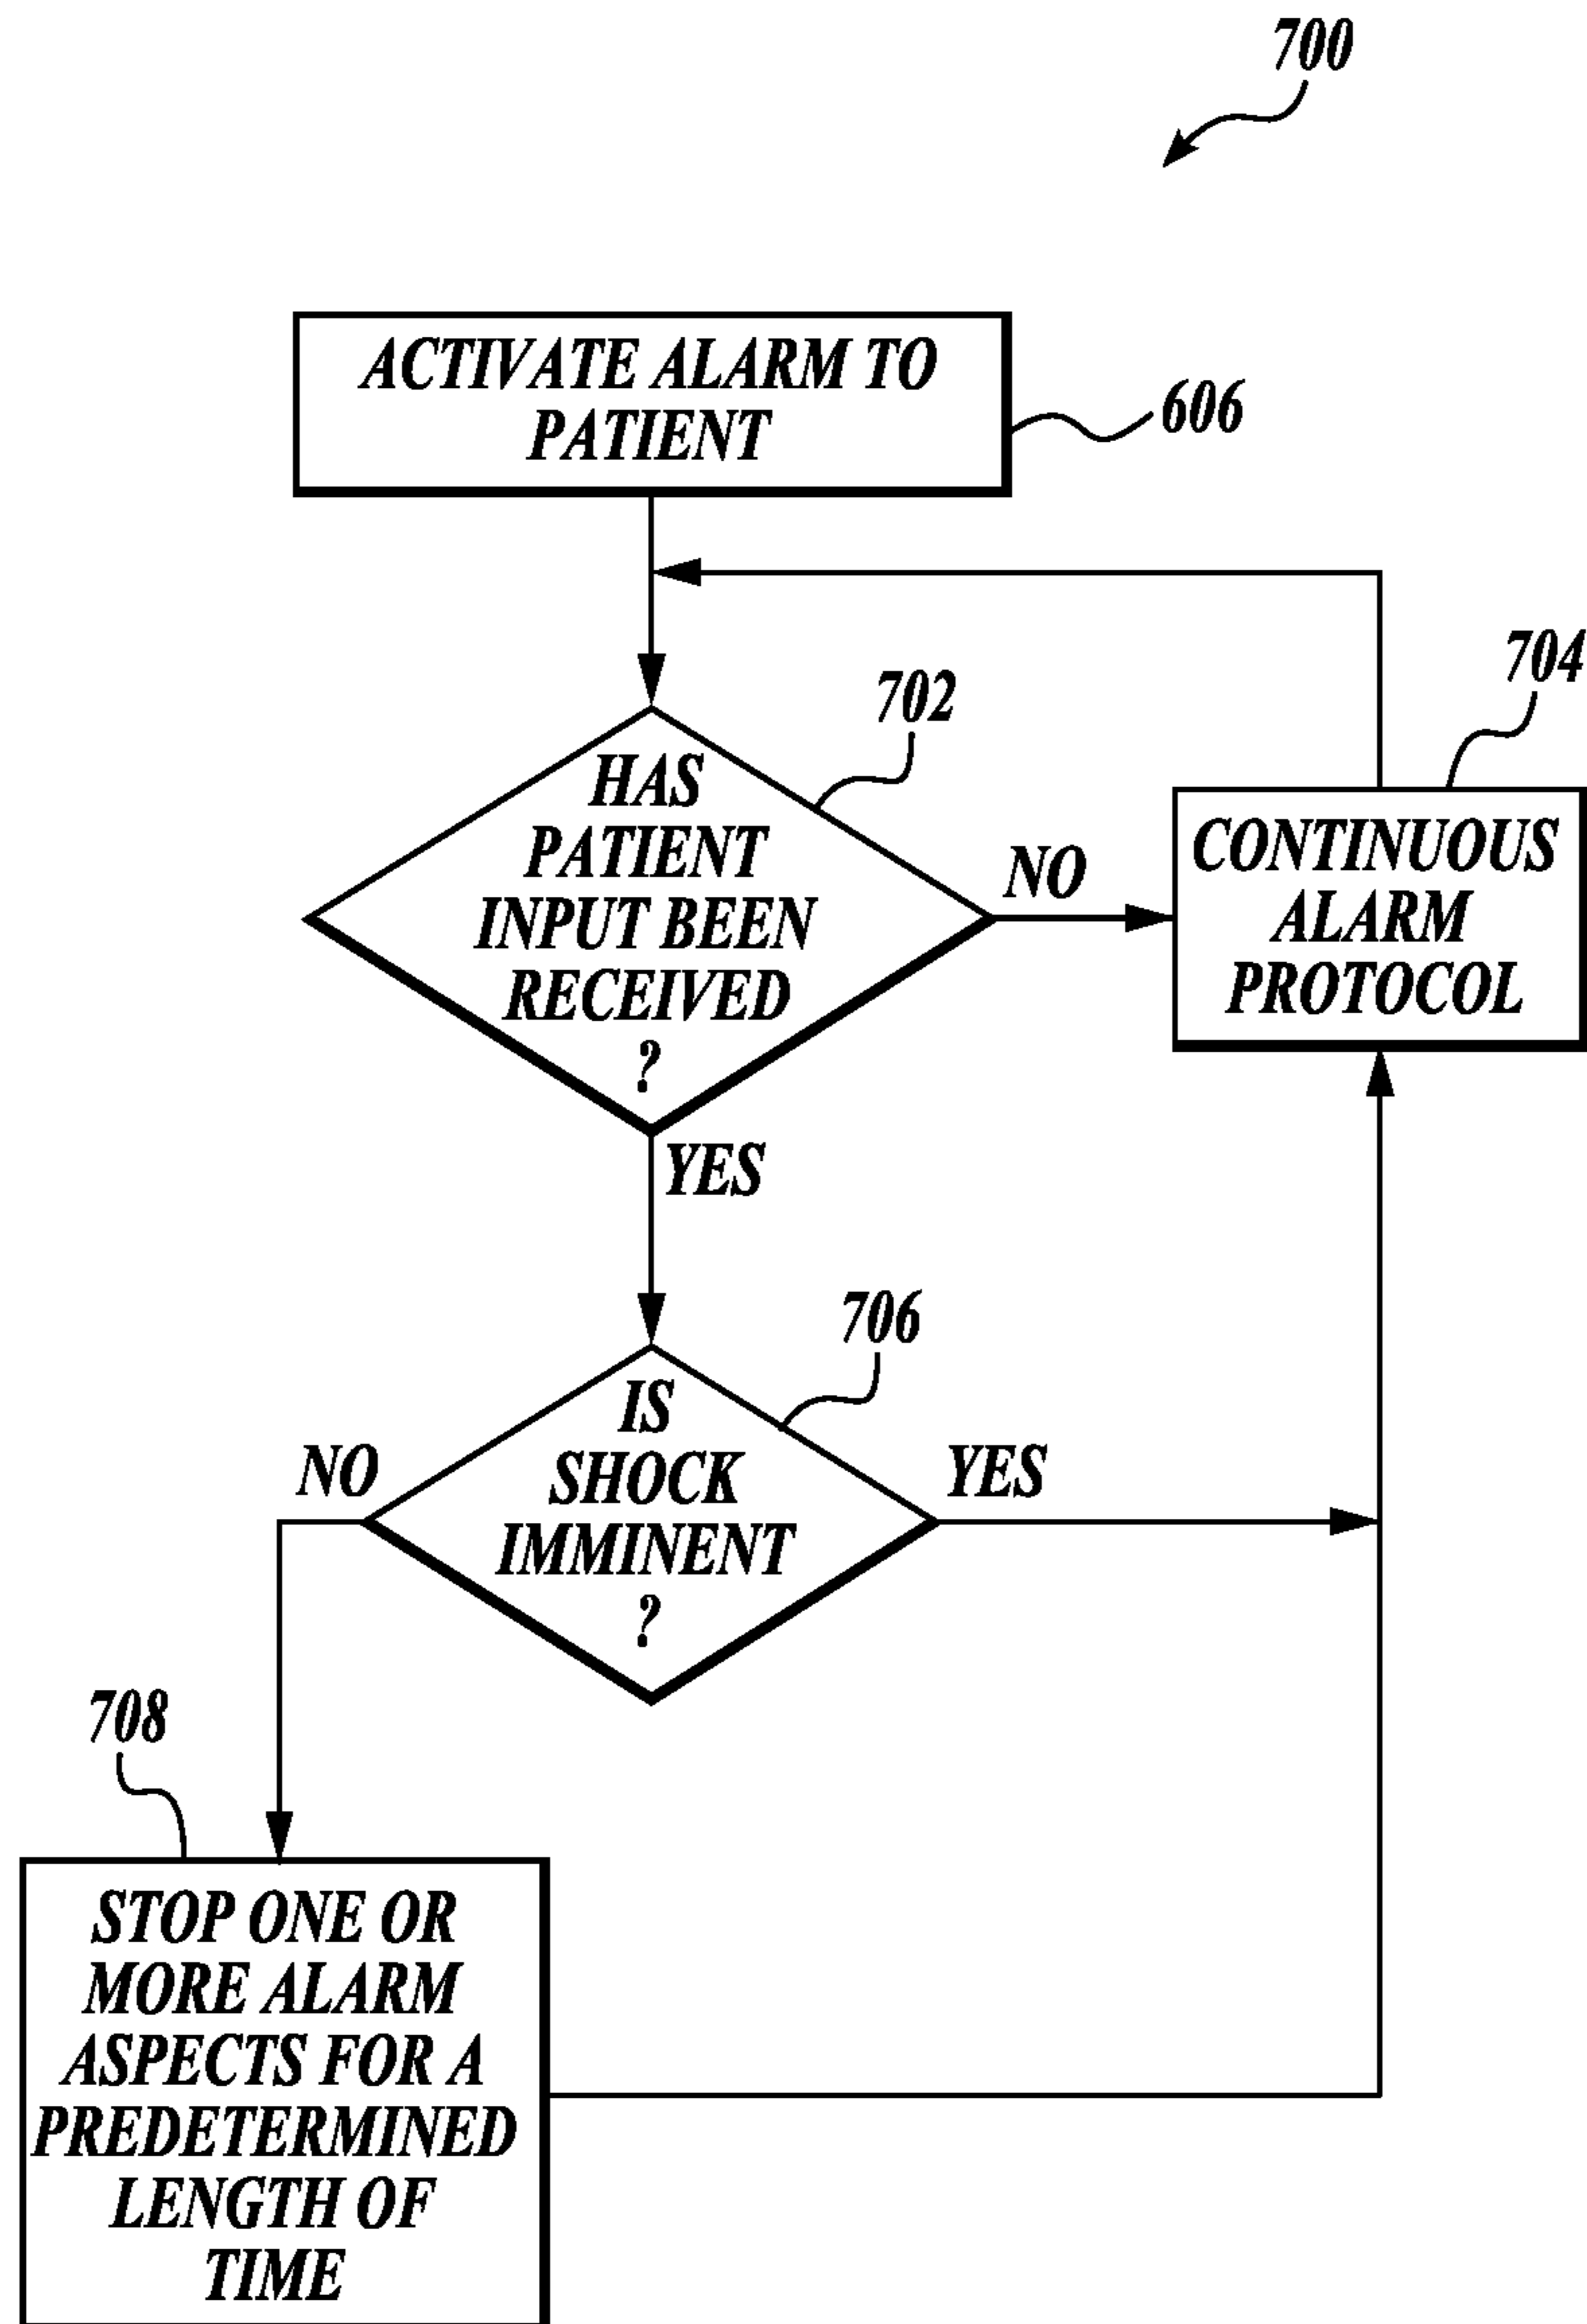 700
ACTIVATE ALARM TO
PATIENT
606
702
HAS
PATIENT
INPUT BEEN
RECEIVED
?
NO
704
CONTINUOUS
ALARM
PROTOCOL
YES
706
IS
SHOCK
IMMINENT
?
NO
YES
708
STOP ONE OR
MORE ALARM
ASPECTS FOR A
PREDETERMINED
LENGTH OF
TIME